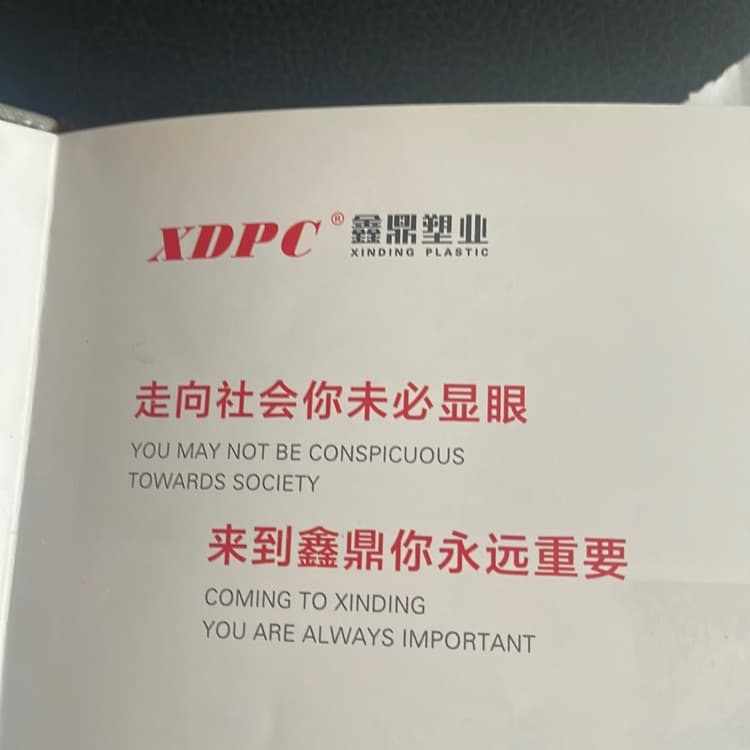 XDPC® 鑫鼎塑业
XINDING PLASTIC
走向社会你未必显眼
YOU MAY NOT BE CONSPICUOUS
TOWARDS SOCIETY
来到鑫鼎你永远重要
COMING TO XINDING
YOU ARE ALWAYS IMPORTANT